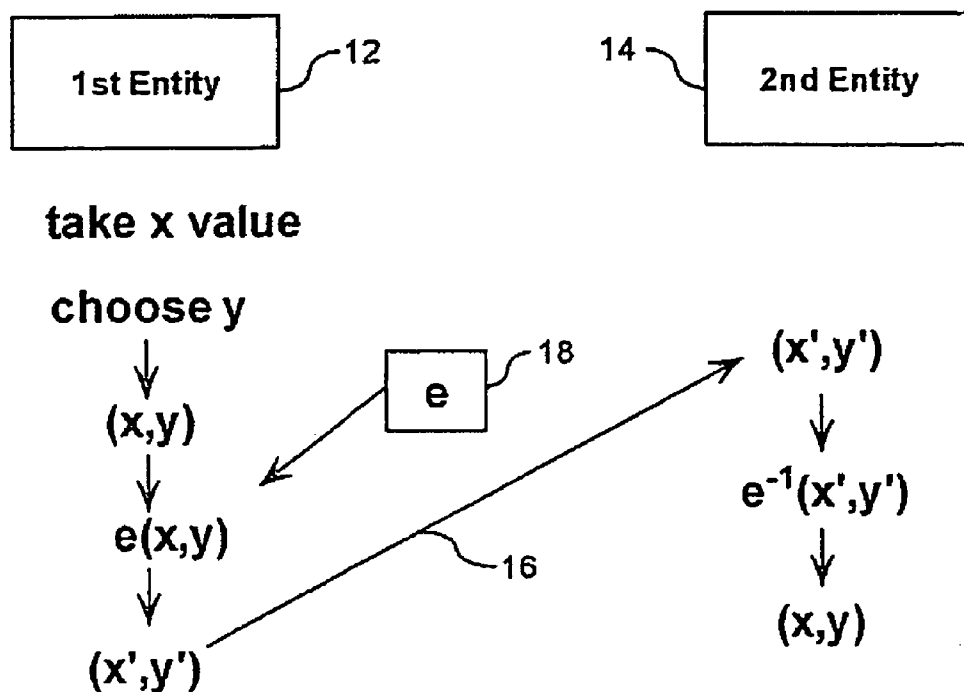 1st Entity
12
14
2nd Entity
take x value
choose y
(x,y)
e(x,y)
(x',y')
e
18
16
(x',y')
e⁻¹(x',y')
(x,y)